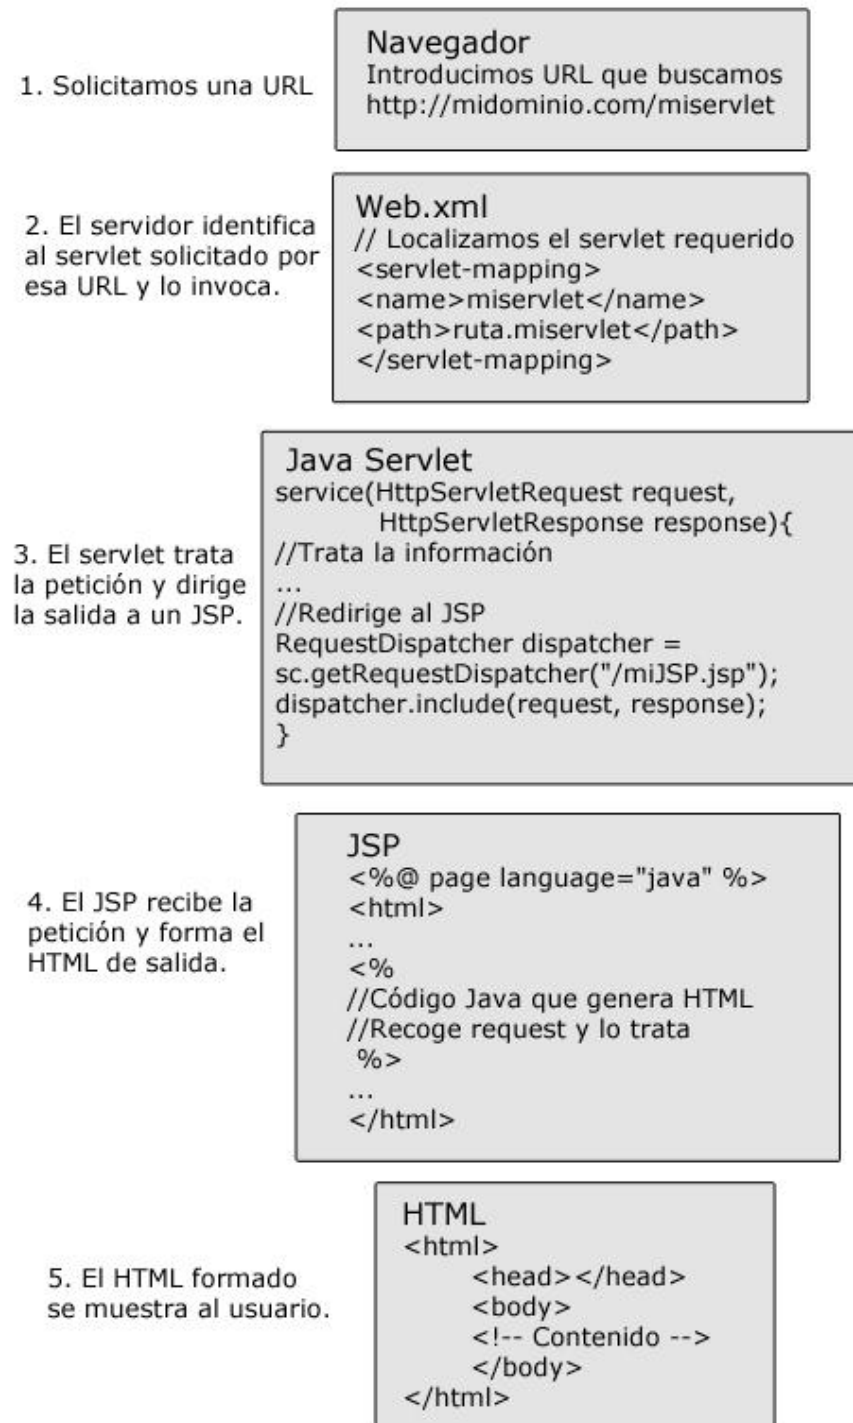 1. Solicitamos una URL
Navegador
Introducimos URL que buscamos
http://midominio.com/miservlet
2. El servidor identifica
al servlet solicitado por
esa URL y lo invoca.
Web.xml
// Localizamos el servlet requerido
<servlet-mapping>
<name>miservlet</name>
<path>ruta.miservlet</path>
</servlet-mapping>
3. El servlet trata
la petición y dirige
la salida a un JSP.
Java Servlet
service(HttpServletRequest request,
HttpServletResponse response){
//Trata la información
...
//Redirige al JSP
RequestDispatcher dispatcher =
sc.getRequestDispatcher("/miJSP.jsp");
dispatcher.include(request, response);
}
4. El JSP recibe la
petición y forma el
HTML de salida.
JSP
<%@ page language="java" %>
<html>
...
<%
//Código Java que genera HTML
//Recoge request y lo trata
%>
...
</html>
5. El HTML formado
se muestra al usuario.
HTML
<html>
<head></head>
<body>
<!-- Contenido -->
</body>
</html>